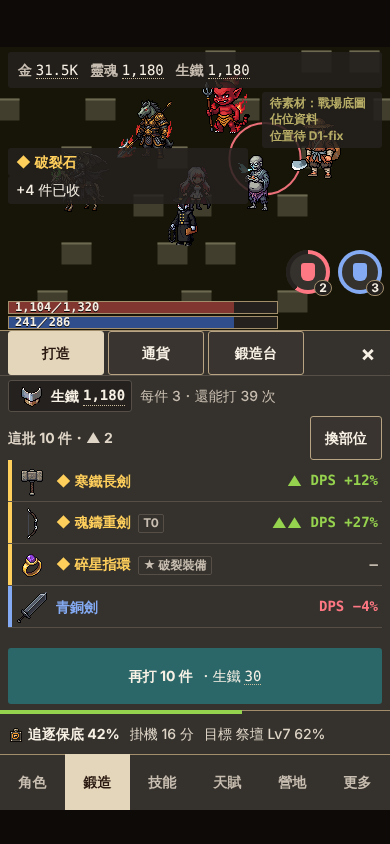 金 31.5K 靈魂 1,180 生鐵 1,180
待素材：戰場底圖
佔位資料
位置待 D1-fix
◆ 破裂石
+4 件已收
2
3
1,104／1,320
241／286
打造 通貨 鍛造台 ×
生鐵 1,180 每件 3・還能打 39 次
這批 10 件・▲ 2
換部位
◆ 寒鐵長劍 ▲ DPS +12%
◆ 魂鑄重劍 T0 ▲▲ DPS +27%
◆ 碎星指環 ★ 破裂裝備 —
青銅劍 DPS −4%
再打 10 件 ・生鐵 30
追逐保底 42% 掛機 16 分 目標 祭壇 Lv7 62%
角色 鍛造 技能 天賦 營地 更多